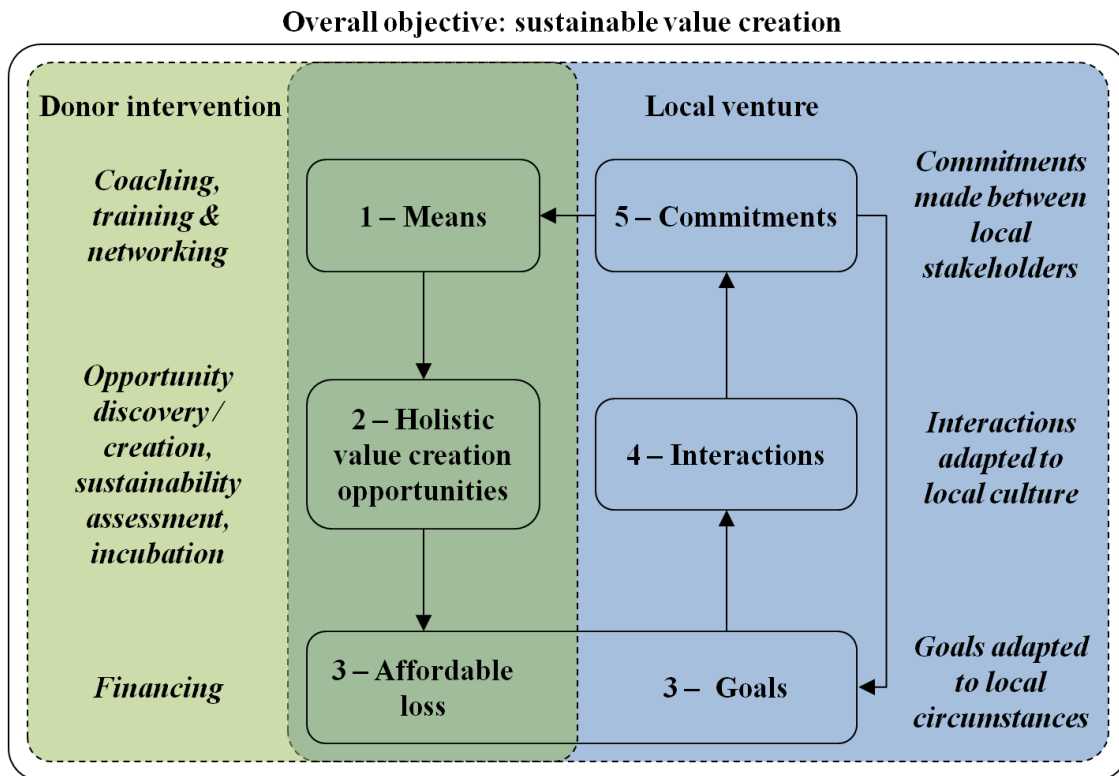 Overall objective: sustainable value creation
Donor intervention
Local venture
Coaching,
training &
networking
1 – Means
5 – Commitments
Commitments
made between
local
stakeholders
Opportunity
discovery /
creation,
sustainability
assessment,
incubation
2 – Holistic
value creation
opportunities
4 – Interactions
Interactions
adapted to
local culture
Financing
3 – Affordable
loss
3 –  Goals
Goals adapted
to local
circumstances